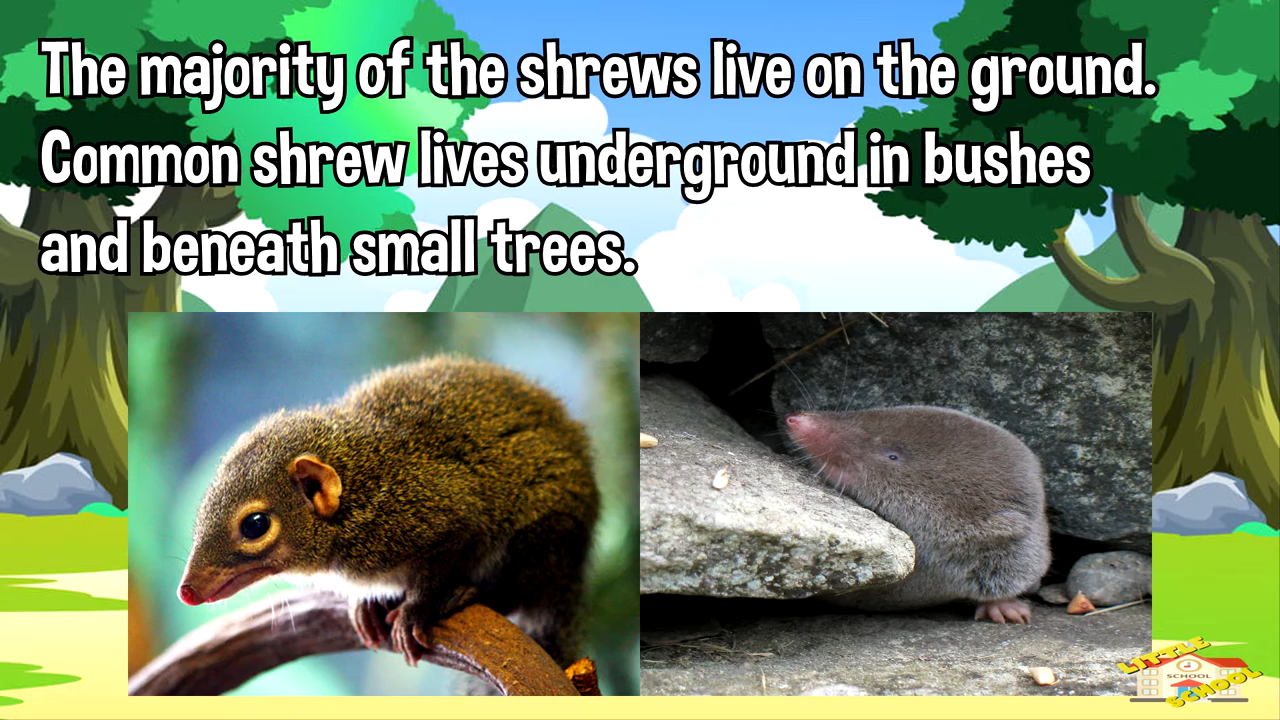 The majority of the shrews live on the ground.
Common shrew lives underground in bushes
and beneath small trees.
LITTLE
SCHOOL
SCHOOL